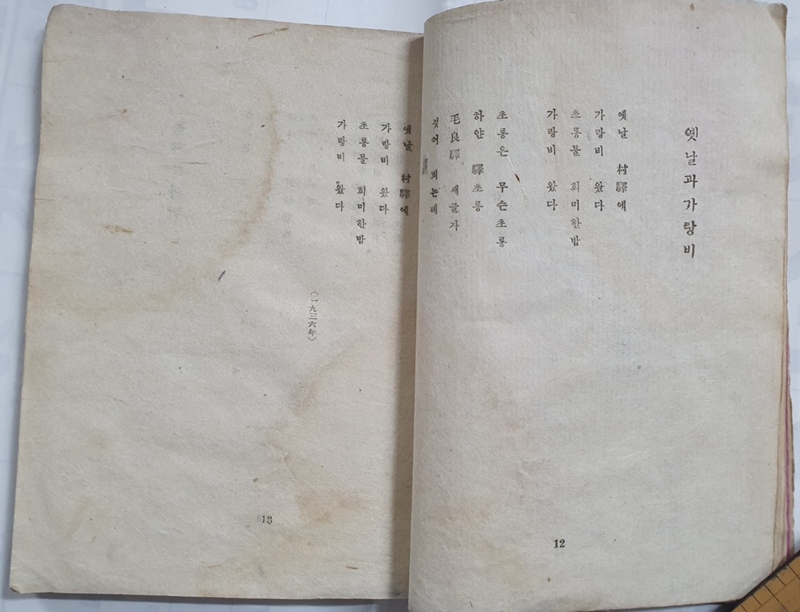 옛날과가랑비
옛날 村驛에
가랑비 왔다
초롱불 희미한밤
가랑비 왔다
초롱은 무슨초롱
하얀 驛초롱
毛良驛 세글자
젖어 뵈는데
12
옛날 村驛에
가랑비 왔다
초롱불 희미한밤
가랑비 왔다
(一九三六年)
13